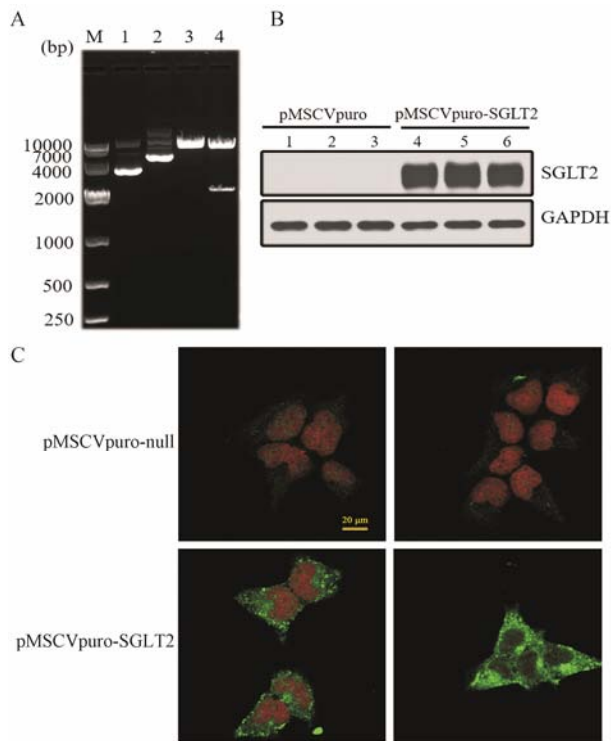 A
(bp) M 1 2 3 4
10000
7000
4000
2000
1000
500
250
B
pMSCVpuro pMSCVpuro-SGLT2
1 2 3 4 5 6
SGLT2
GAPDH
C
pMSCVpuro-null
20 μm
pMSCVpuro-SGLT2